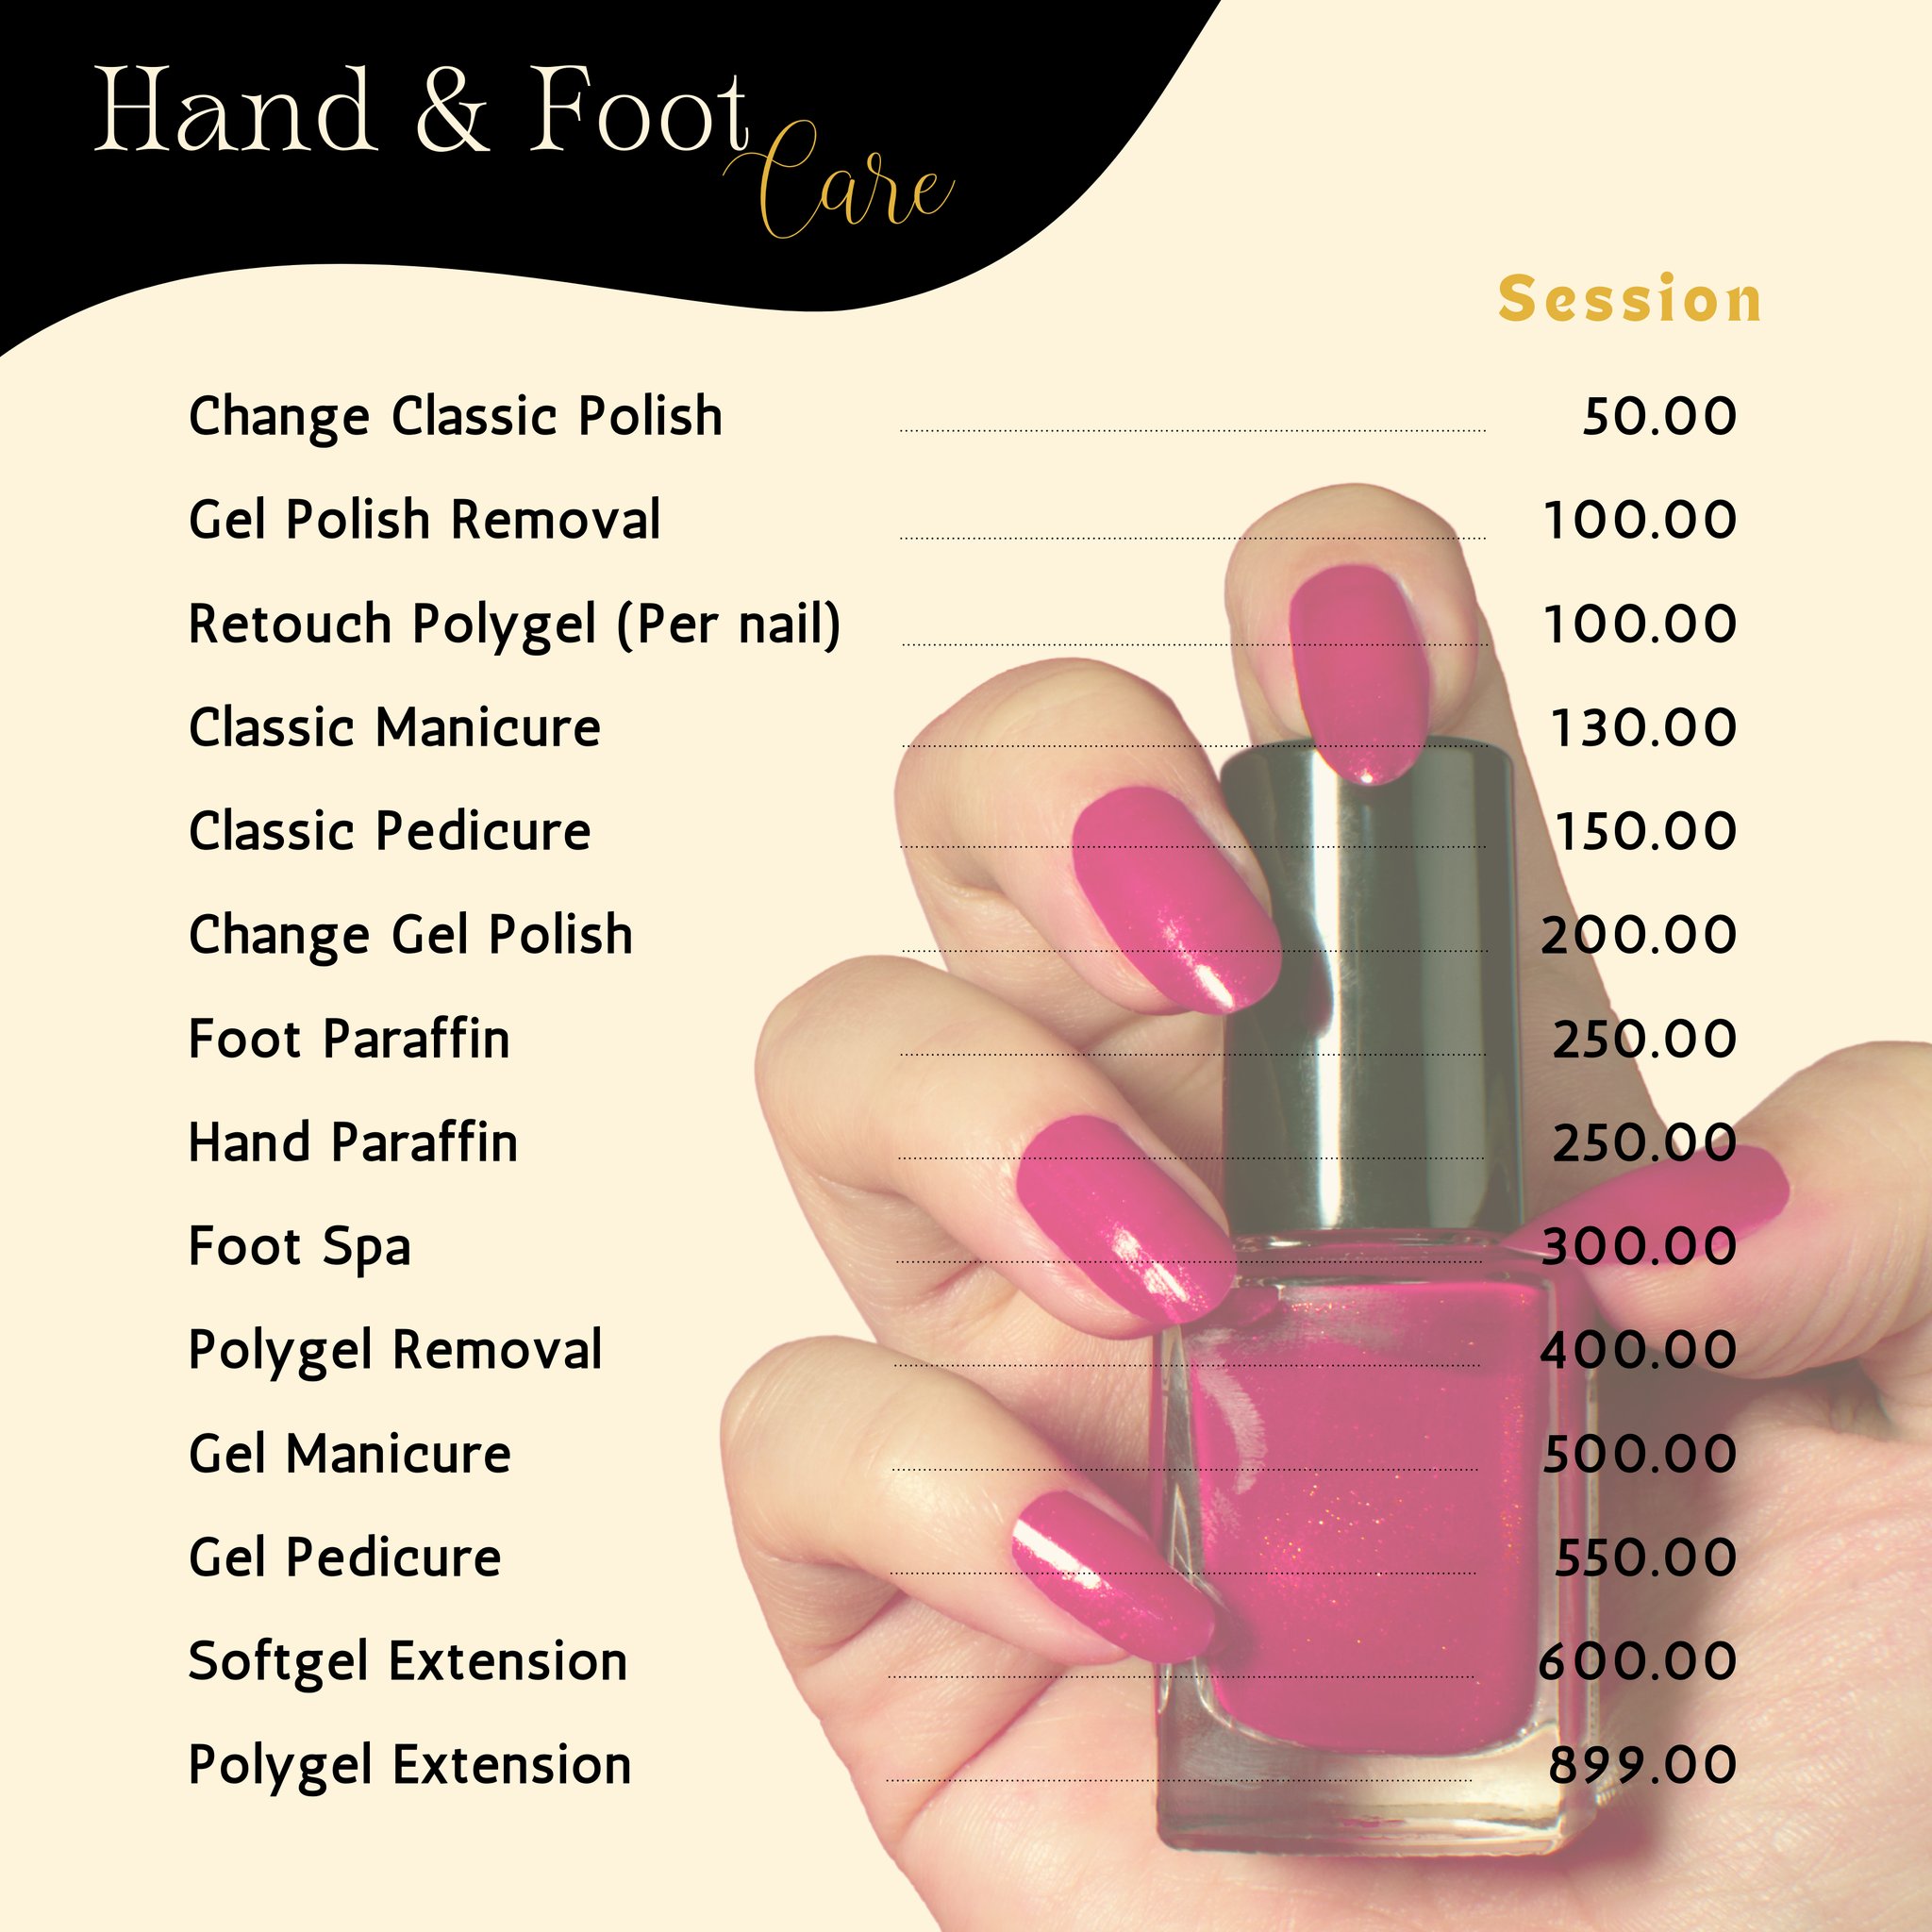 Hand & Foot
Care
Session
Change Classic Polish 50.00
Gel Polish Removal 100.00
Retouch Polygel (Per nail) 100.00
Classic Manicure 130.00
Classic Pedicure 150.00
Change Gel Polish 200.00
Foot Paraffin 250.00
Hand Paraffin 250.00
Foot Spa 300.00
Polygel Removal 400.00
Gel Manicure 500.00
Gel Pedicure 550.00
Softgel Extension 600.00
Polygel Extension 899.00